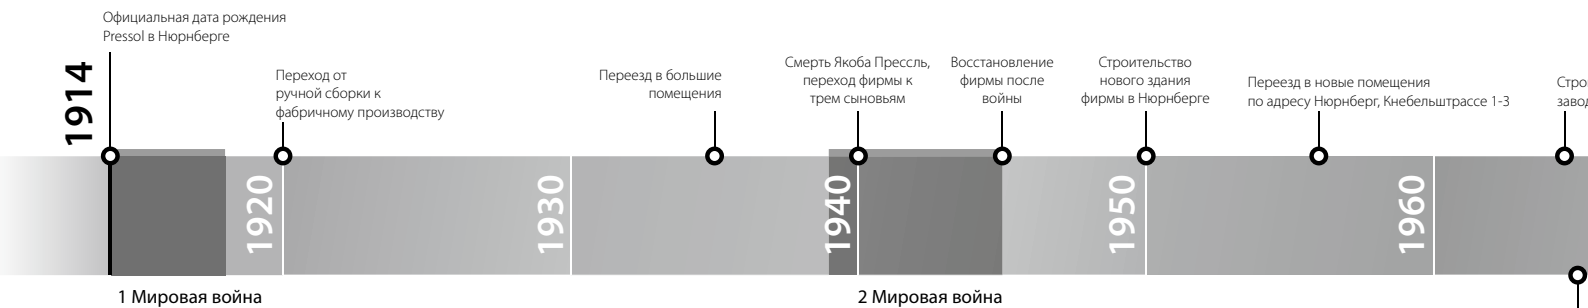 Официальная дата рождения
Pressol в Нюрнберге
1914
Переход от
ручной сборки к
фабричному производству
Переезд в большие
помещения
Смерть Якоба Прессль,
переход фирмы к
трем сыновьям
Восстановление
фирмы после
войны
Строительство
нового здания
фирмы в Нюрнберге
Переезд в новые помещения
по адресу Нюрнберг, Кнебельштрассе 1-3
1920
1930
1940
1950
1960
1 Мировая война
2 Мировая война